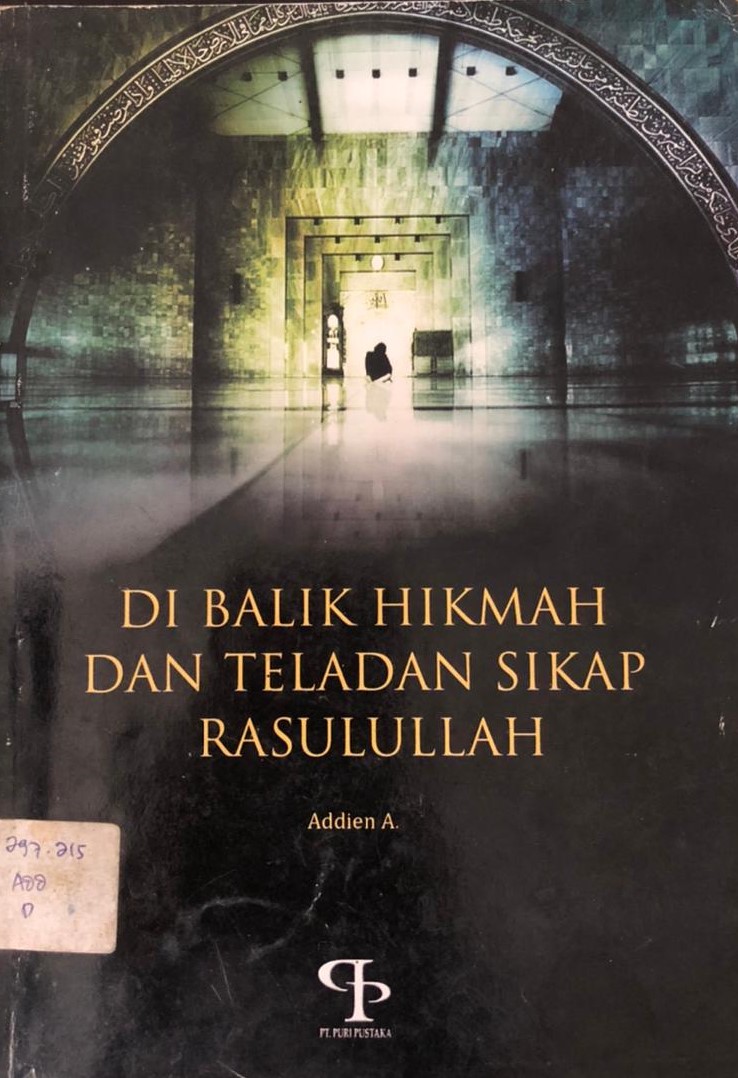 DI BALIK HIKMAH
DAN TELADAN SIKAP
RASULULLAH
Addien A.
297.215
ADD
D
PT. PURI PUSTAKA